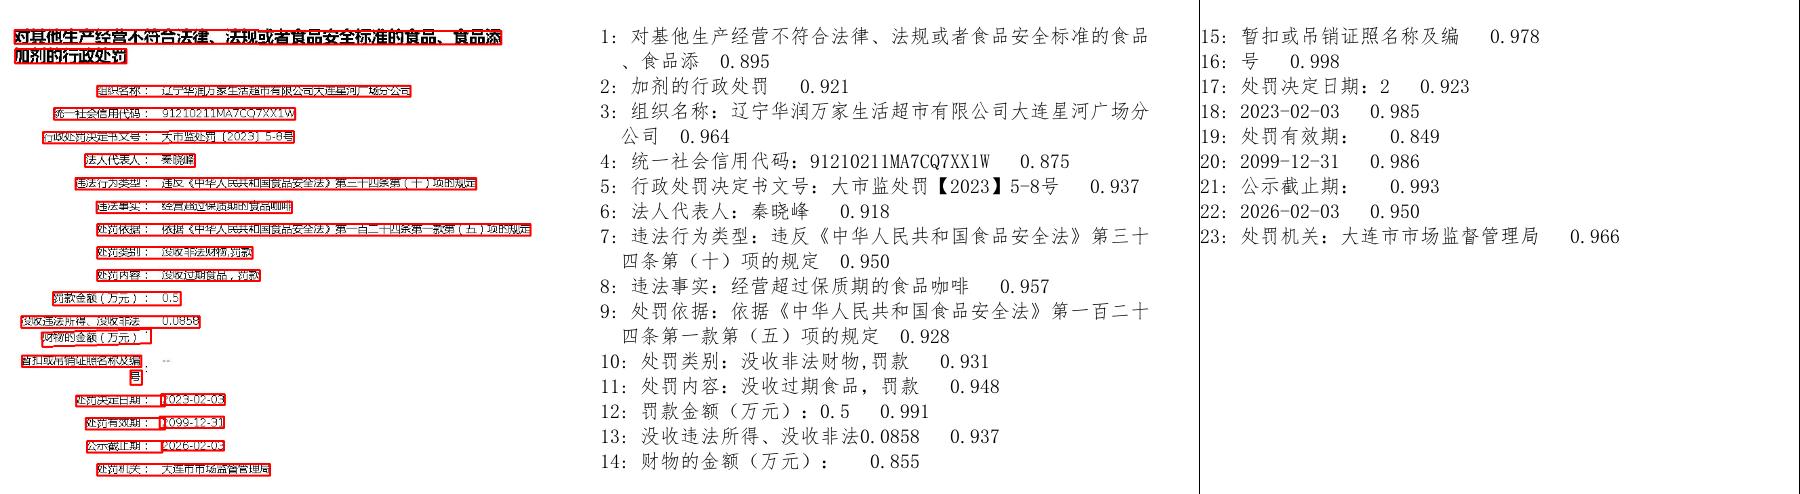 对其他生产经营不符合法律、法规或者食品安全标准的食品、食品添
加剂的行政处罚
组织名称： 辽宁华润万家生活超市有限公司大连星河广场分公司
统一社会信用代码： 91210211MA7CQ7XX1W
行政处罚决定书文号： 大市监处罚〔2023〕5-8号
法人代表人： 秦晓峰
违法行为类型： 违反《中华人民共和国食品安全法》第三十四条第（十）项的规定
违法事实： 经营超过保质期的食品咖啡
处罚依据： 依据《中华人民共和国食品安全法》第一百二十四条第一款第（五）项的规定
处罚类别： 没收非法财物,罚款
处罚内容： 没收过期食品，罚款
罚款金额（万元）： 0.5
没收违法所得、没收非法 0.0858
财物的金额（万元）：
暂扣或吊销证照名称及编 --
号：
处罚决定日期： 2023-02-03
处罚有效期： 2099-12-31
公示截止期： 2026-02-03
处罚机关： 大连市市场监督管理局
1: 对基他生产经营不符合法律、法规或者食品安全标准的食品
、食品添 0.895
2: 加剂的行政处罚 0.921
3: 组织名称：辽宁华润万家生活超市有限公司大连星河广场分
公司 0.964
4: 统一社会信用代码：91210211MA7CQ7XX1W 0.875
5: 行政处罚决定书文号：大市监处罚【2023】5-8号 0.937
6: 法人代表人：秦晓峰 0.918
7: 违法行为类型：违反《中华人民共和国食品安全法》第三十
四条第（十）项的规定 0.950
8: 违法事实：经营超过保质期的食品咖啡 0.957
9: 处罚依据：依据《中华人民共和国食品安全法》第一百二十
四条第一款第（五）项的规定 0.928
10: 处罚类别：没收非法财物,罚款 0.931
11: 处罚内容：没收过期食品，罚款 0.948
12: 罚款金额（万元）：0.5 0.991
13: 没收违法所得、没收非法0.0858 0.937
14: 财物的金额（万元）： 0.855
15: 暂扣或吊销证照名称及编 0.978
16: 号 0.998
17: 处罚决定日期：2 0.923
18: 2023-02-03 0.985
19: 处罚有效期： 0.849
20: 2099-12-31 0.986
21: 公示截止期： 0.993
22: 2026-02-03 0.950
23: 处罚机关：大连市市场监督管理局 0.966